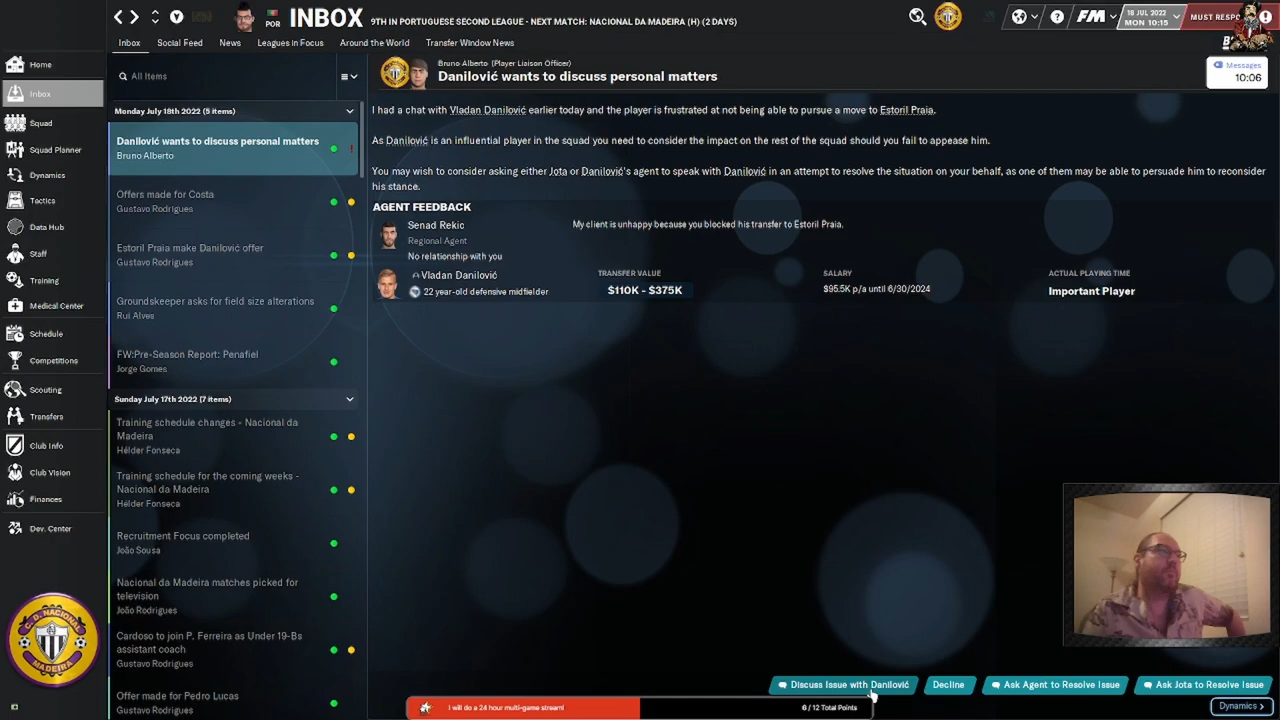 POR
INBOX
9TH IN PORTUGUESE SECOND LEAGUE - NEXT MATCH: NACIONAL DA MADEIRA (H) (2 DAYS)
FM
18 JUL 2022
MON 10:15
MUST RESPO
Inbox
Social Feed
News
Leagues in Focus
Around the World
Transfer Window News
Home
Inbox
Squad
Squad Planner
Dynamics
Tactics
Data Hub
Staff
Training
Medical Center
Schedule
Competitions
Scouting
Transfers
Club Info
Club Vision
Finances
Dev. Center
All Items
Monday July 18th 2022 (5 items)
Danilović wants to discuss personal matters
Bruno Alberto
Offers made for Costa
Gustavo Rodrigues
Estoril Praia make Danilović offer
Gustavo Rodrigues
Groundskeeper asks for field size alterations
Rui Alves
FW:Pre-Season Report: Penafiel
Jorge Gomes
Sunday July 17th 2022 (7 items)
Training schedule changes - Nacional da
Madeira
Hélder Fonseca
Training schedule for the coming weeks -
Nacional da Madeira
Hélder Fonseca
Recruitment Focus completed
João Sousa
Nacional da Madeira matches picked for
television
João Rodrigues
Cardoso to join P. Ferreira as Under 19-Bs
assistant coach
Gustavo Rodrigues
Offer made for Pedro Lucas
Gustavo Rodrigues
Bruno Alberto (Player Liaison Officer)
Danilović wants to discuss personal matters
Messages
10:06
I had a chat with Vladan Danilović earlier today and the player is frustrated at not being able to pursue a move to Estoril Praia.
As Danilović is an influential player in the squad you need to consider the impact on the rest of the squad should you fail to appease him.
You may wish to consider asking either Jota or Danilović's agent to speak with Danilović in an attempt to resolve the situation on your behalf, as one of them may be able to persuade him to reconsider
his stance.
AGENT FEEDBACK
Senad Rekic
Regional Agent
No relationship with you
My client is unhappy because you blocked his transfer to Estoril Praia.
Vladan Danilović
22 year-old defensive midfielder
TRANSFER VALUE
$110K - $375K
SALARY
$95.5K p/a until 6/30/2024
ACTUAL PLAYING TIME
Important Player
Discuss Issue with Danilović
Decline
Ask Agent to Resolve Issue
Ask Jota to Resolve Issue
I will do a 24 hour multi-game stream!
6 / 12 Total Points
Dynamics >
C.D. NACIONAL
MADEIRA